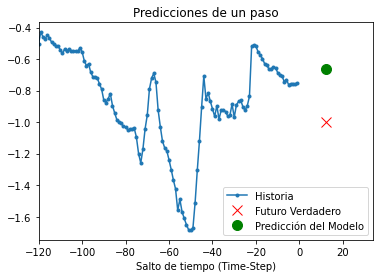 Predicciones de un paso
−0.4
−0.6
−0.8
−1.0
−1.2
−1.4
−1.6
Historia
Futuro Verdadero
Predicción del Modelo
−120 −100 −80 −60 −40 −20 0 20
Salto de tiempo (Time-Step)